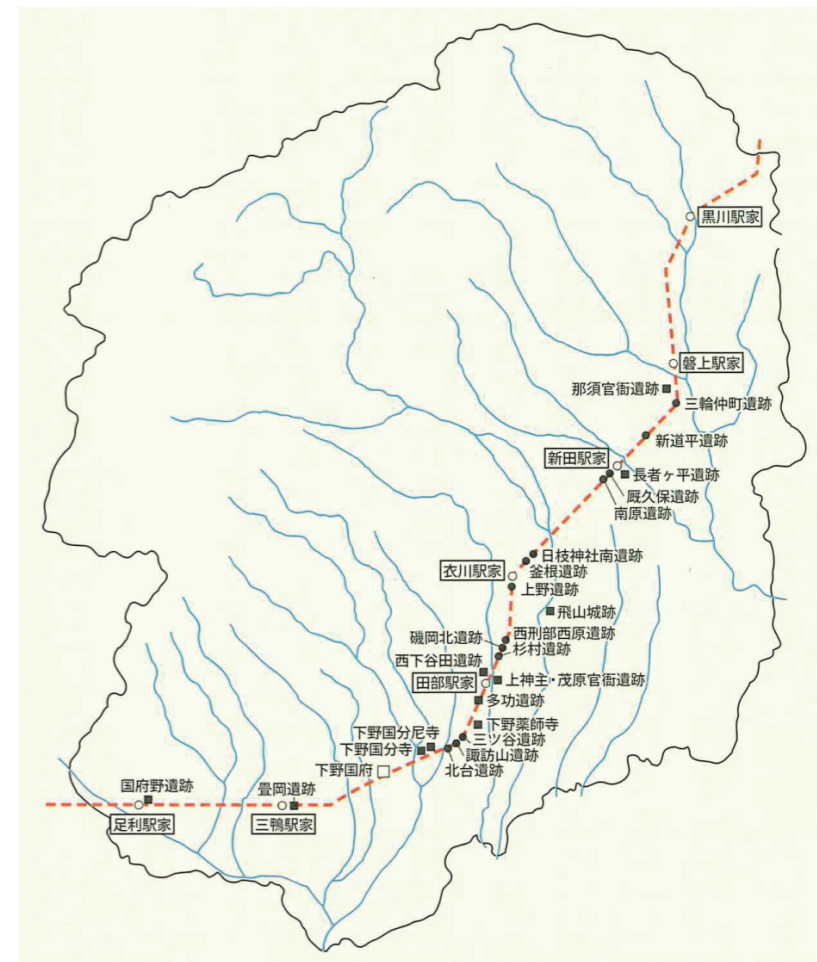 黒川駅家
磐上駅家
那須官衙遺跡
三輪仲町遺跡
新道平遺跡
新田駅家
長者ヶ平遺跡
厩久保遺跡
南原遺跡
日枝神社南遺跡
衣川駅家
釜根遺跡
上野遺跡
飛山城跡
磯岡北遺跡
西刑部西原遺跡
杉村遺跡
西下谷田遺跡
田部駅家
上神主・茂原官衙遺跡
多功遺跡
下野薬師寺
下野国分尼寺
三ツ谷遺跡
下野国分寺
諏訪山遺跡
下野国府
北台遺跡
国府野遺跡
畳岡遺跡
足利駅家
三鴨駅家